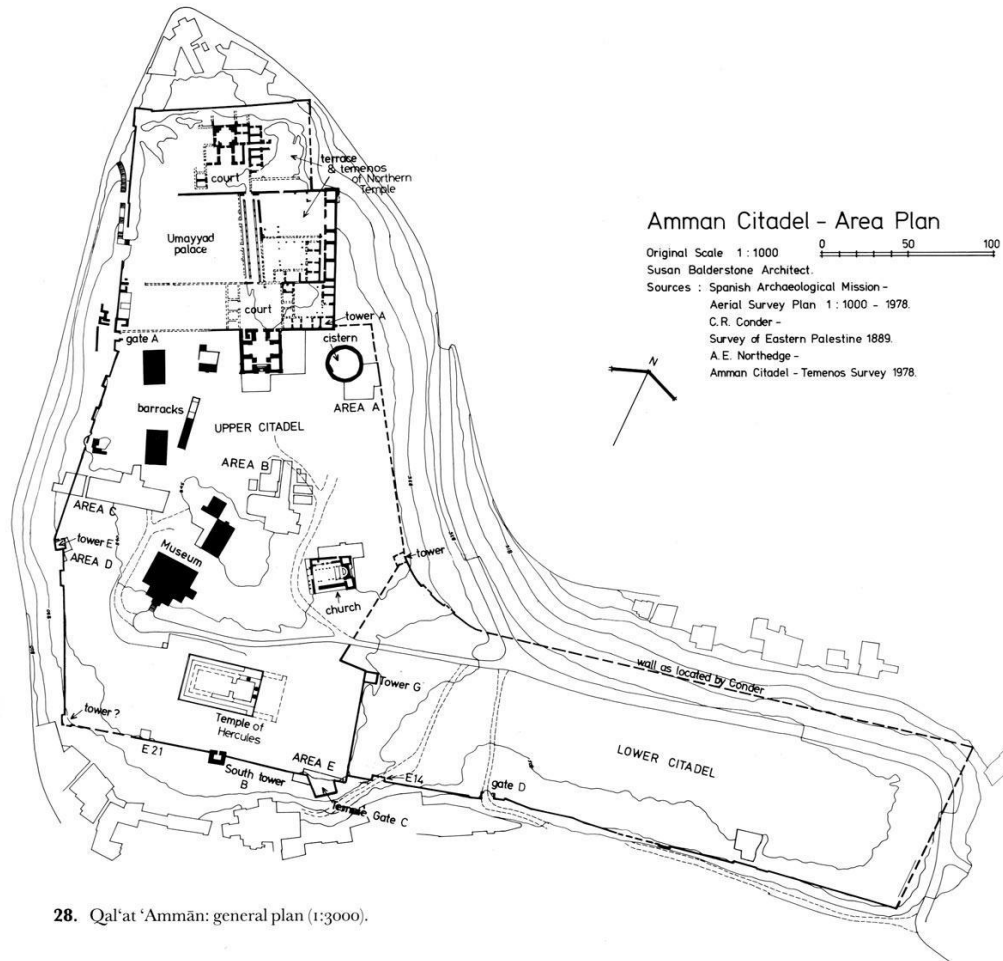 terrace
& temenos
of Northern
Temple
court
Umayyad
palace
court
tower A
cistern
gate A
AREA A
barracks
UPPER CITADEL
AREA B
AREA C
tower E
AREA D
Museum
tower
church
Tower G
wall as located by Conder
Temple of
Hercules
tower ?
E 21
South tower
B
AREA E
E14
Temple Gate C
gate D
LOWER CITADEL
Amman Citadel - Area Plan
Original Scale 1 : 1000
0 50 100
Susan Balderstone Architect.
Sources : Spanish Archaeological Mission -
Aerial Survey Plan 1 : 1000 - 1978.
C.R. Conder -
Survey of Eastern Palestine 1889.
A.E. Northedge -
Amman Citadel - Temenos Survey 1978.
N
28. Qalʿat ʿAmmān: general plan (1:3000).